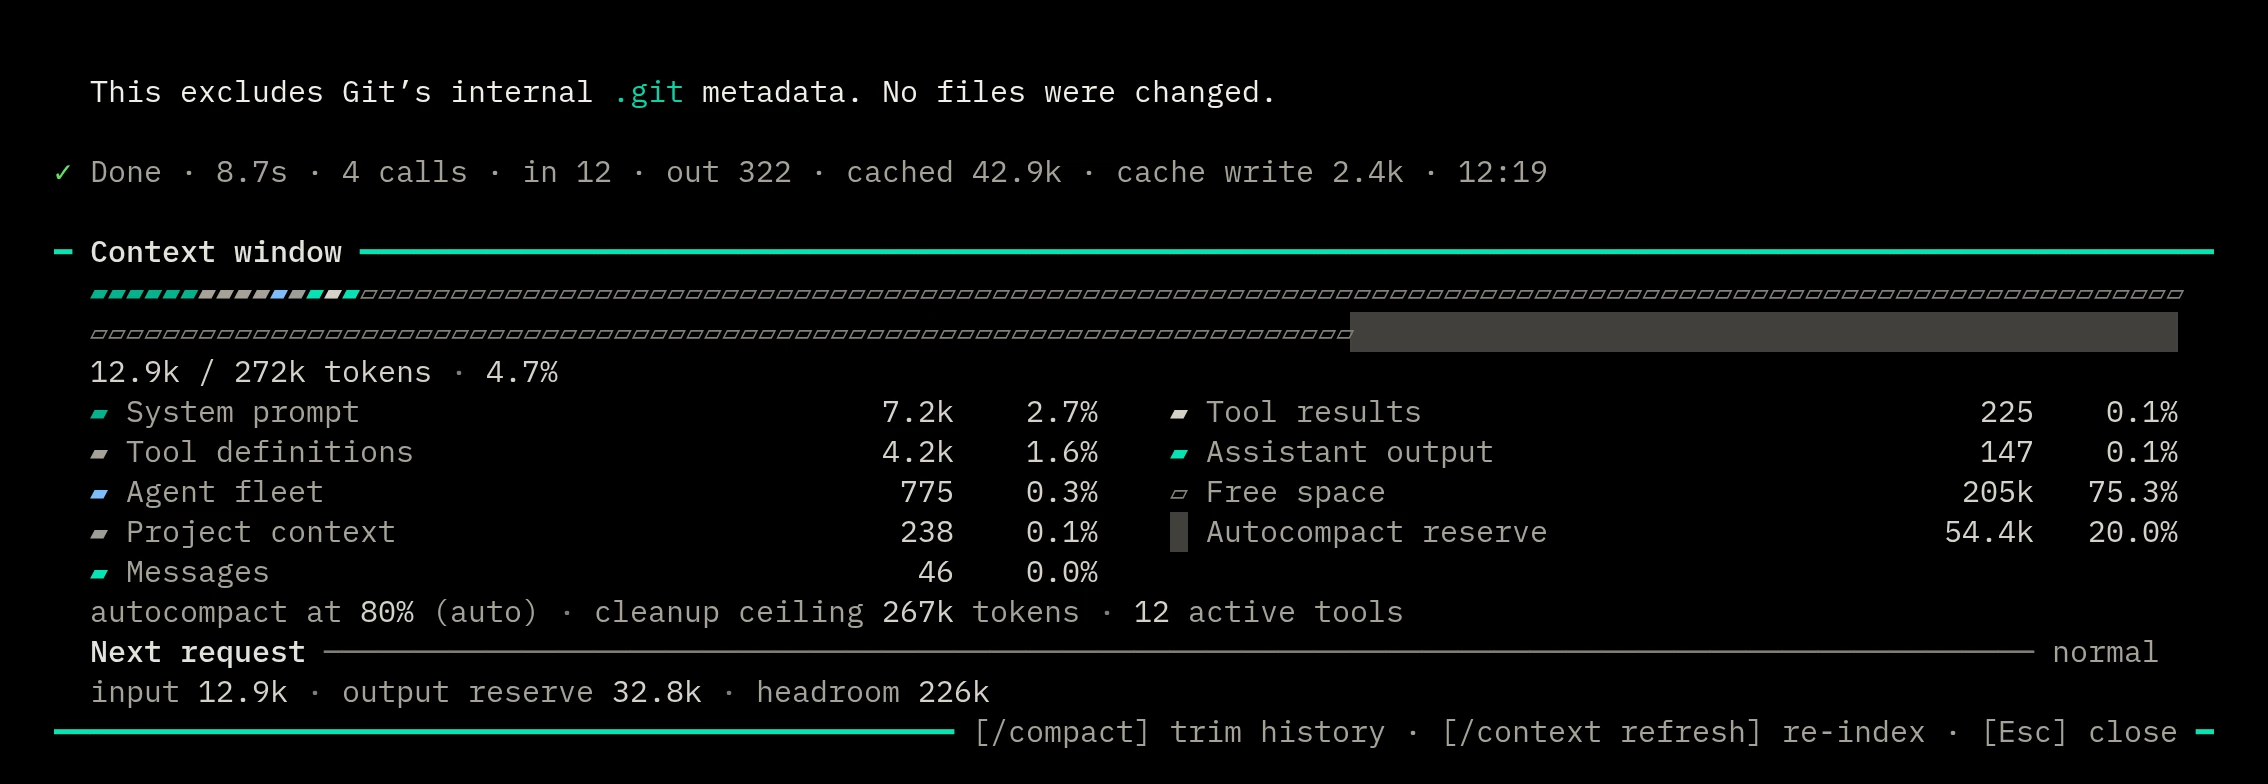 This excludes Git’s internal .git metadata. No files were changed.
✓ Done · 8.7s · 4 calls · in 12 · out 322 · cached 42.9k · cache write 2.4k · 12:19
Context window
12.9k / 272k tokens · 4.7%
System prompt 7.2k 2.7% Tool results 225 0.1%
Tool definitions 4.2k 1.6% Assistant output 147 0.1%
Agent fleet 775 0.3% Free space 205k 75.3%
Project context 238 0.1% Autocompact reserve 54.4k 20.0%
Messages 46 0.0%
autocompact at 80% (auto) · cleanup ceiling 267k tokens · 12 active tools
Next request normal
input 12.9k · output reserve 32.8k · headroom 226k
[/compact] trim history · [/context refresh] re-index · [Esc] close